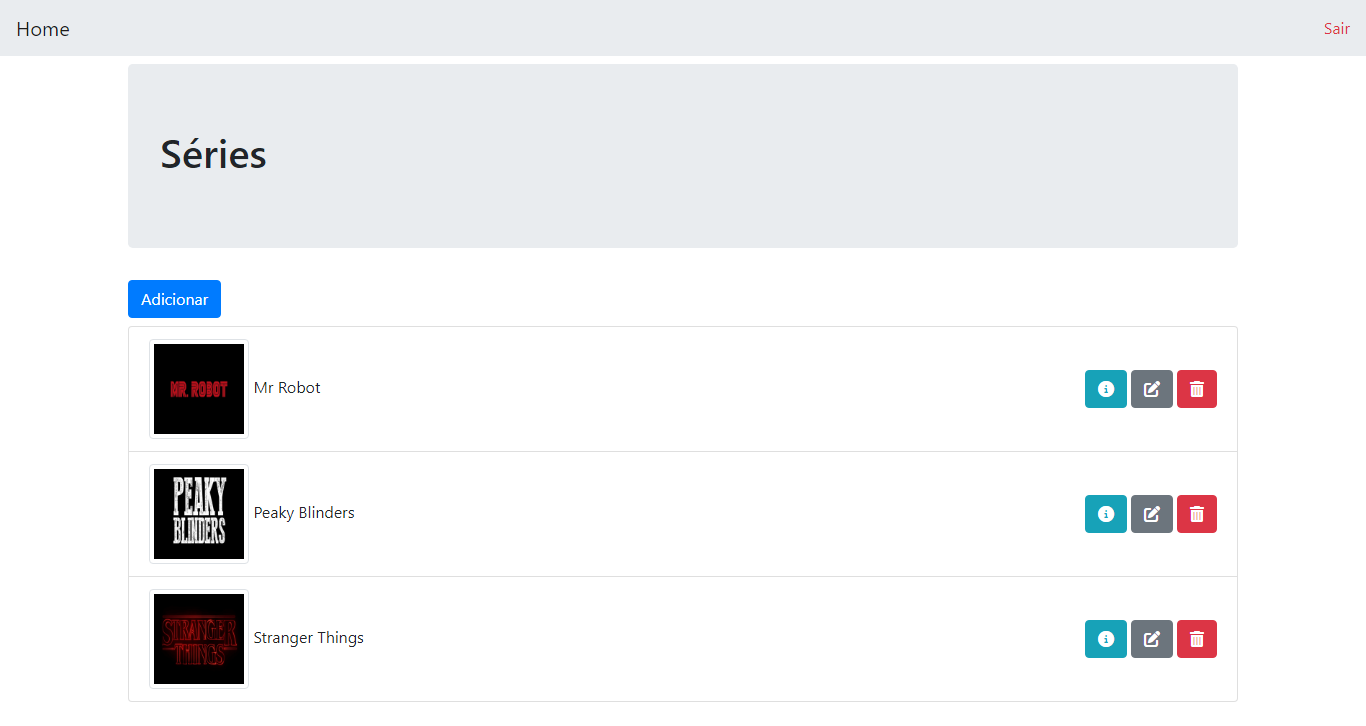 Home
Sair
Séries
Adicionar
MR. ROBOT
Mr Robot
PEAKY
BLINDERS
Peaky Blinders
STRANGER
THINGS
Stranger Things